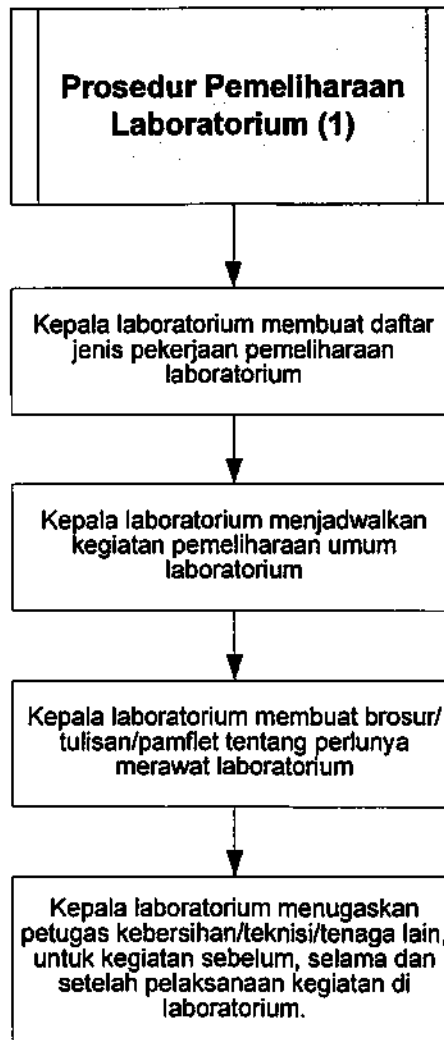 Prosedur Pemeliharaan
Laboratorium (1)
Kepala laboratorium membuat daftar
jenis pekerjaan pemeliharaan
laboratorium
Kepala laboratorium menjadwalkan
kegiatan pemeliharaan umum
laboratorium
Kepala laboratorium membuat brosur/
tulisan/pamflet tentang perlunya
merawat laboratorium
Kepala laboratorium menugaskan
petugas kebersihan/teknisi/tenaga lain,
untuk kegiatan sebelum, selama dan
setelah pelaksanaan kegiatan di
laboratorium.